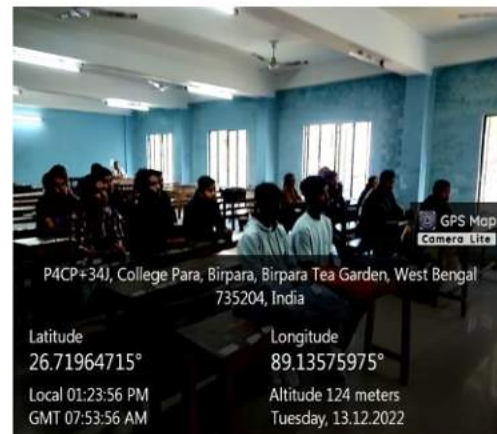 GPS Map
Camera Lite
P4CP+34J, College Para, Birpara, Birpara Tea Garden, West Bengal
735204, India
Latitude
26.71964715°
Longitude
89.13575975°
Local 01:23:56 PM
GMT 07:53:56 AM
Altitude 124 meters
Tuesday, 13.12.2022